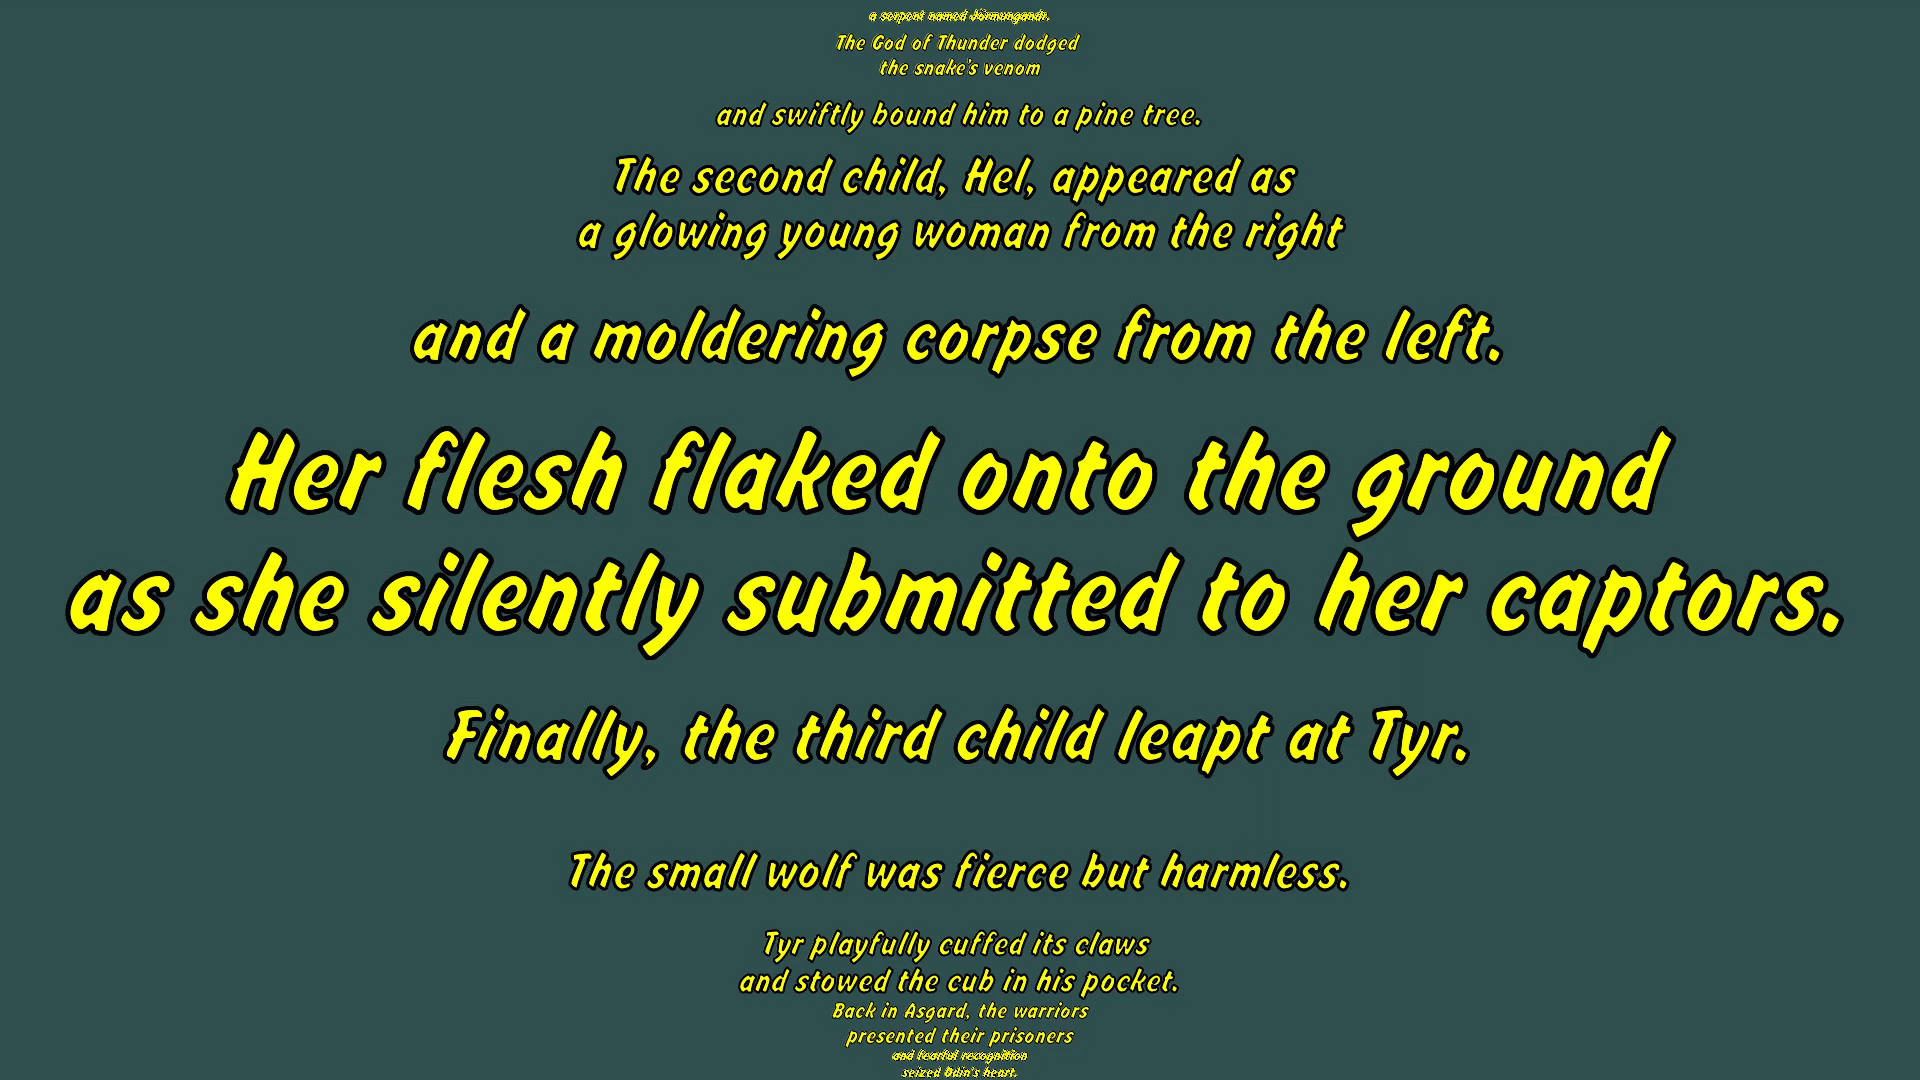 a serpent named Jörmungandr.
The God of Thunder dodged
the snake's venom
and swiftly bound him to a pine tree.
The second child, Hel, appeared as
a glowing young woman from the right
and a moldering corpse from the left.
Her flesh flaked onto the ground
as she silently submitted to her captors.
Finally, the third child leapt at Tyr.
The small wolf was fierce but harmless.
Tyr playfully cuffed its claws
and stowed the cub in his pocket.
Back in Asgard, the warriors
presented their prisoners
and fearful recognition
seized Odin's heart.